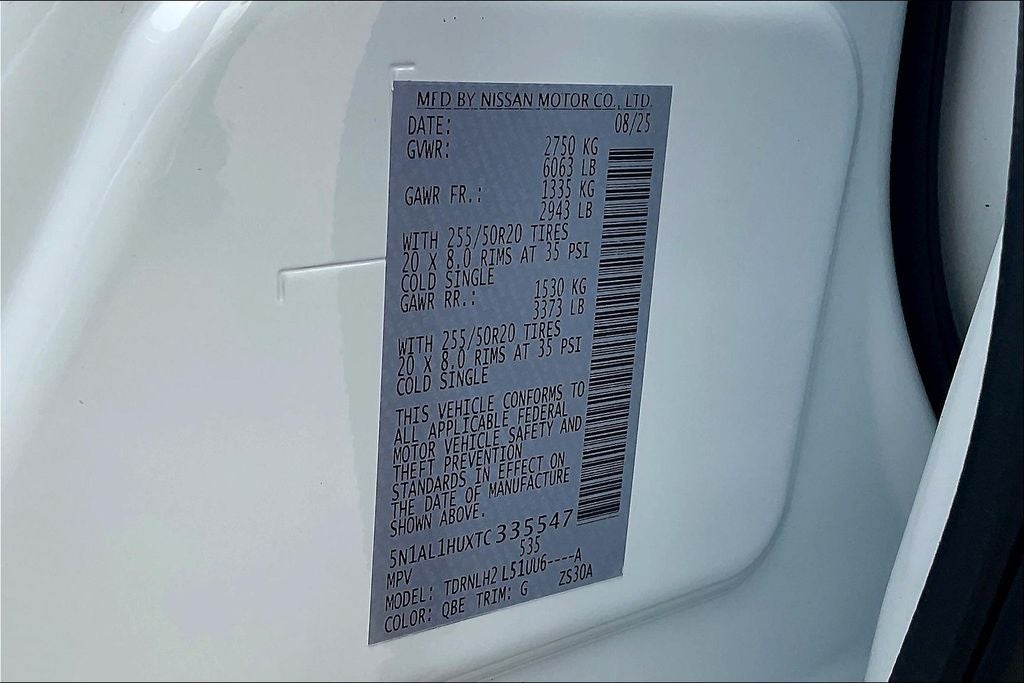 MFD BY NISSAN MOTOR CO., LTD.
DATE: 08/25
GVWR: 2750 KG
6063 LB
GAWR FR.: 1335 KG
2943 LB
WITH 255/50R20 TIRES
20 X 8.0 RIMS AT 35 PSI
COLD SINGLE
GAWR RR.: 1530 KG
3373 LB
WITH 255/50R20 TIRES
20 X 8.0 RIMS AT 35 PSI
COLD SINGLE
THIS VEHICLE CONFORMS TO
ALL APPLICABLE FEDERAL
MOTOR VEHICLE SAFETY AND
THEFT PREVENTION
STANDARDS IN EFFECT ON
THE DATE OF MANUFACTURE
SHOWN ABOVE.
5N1AL1HUXTC335547
MPV 535
MODEL: TDRNLH2 L51UU6----A
COLOR: QBE TRIM: G ZS30A